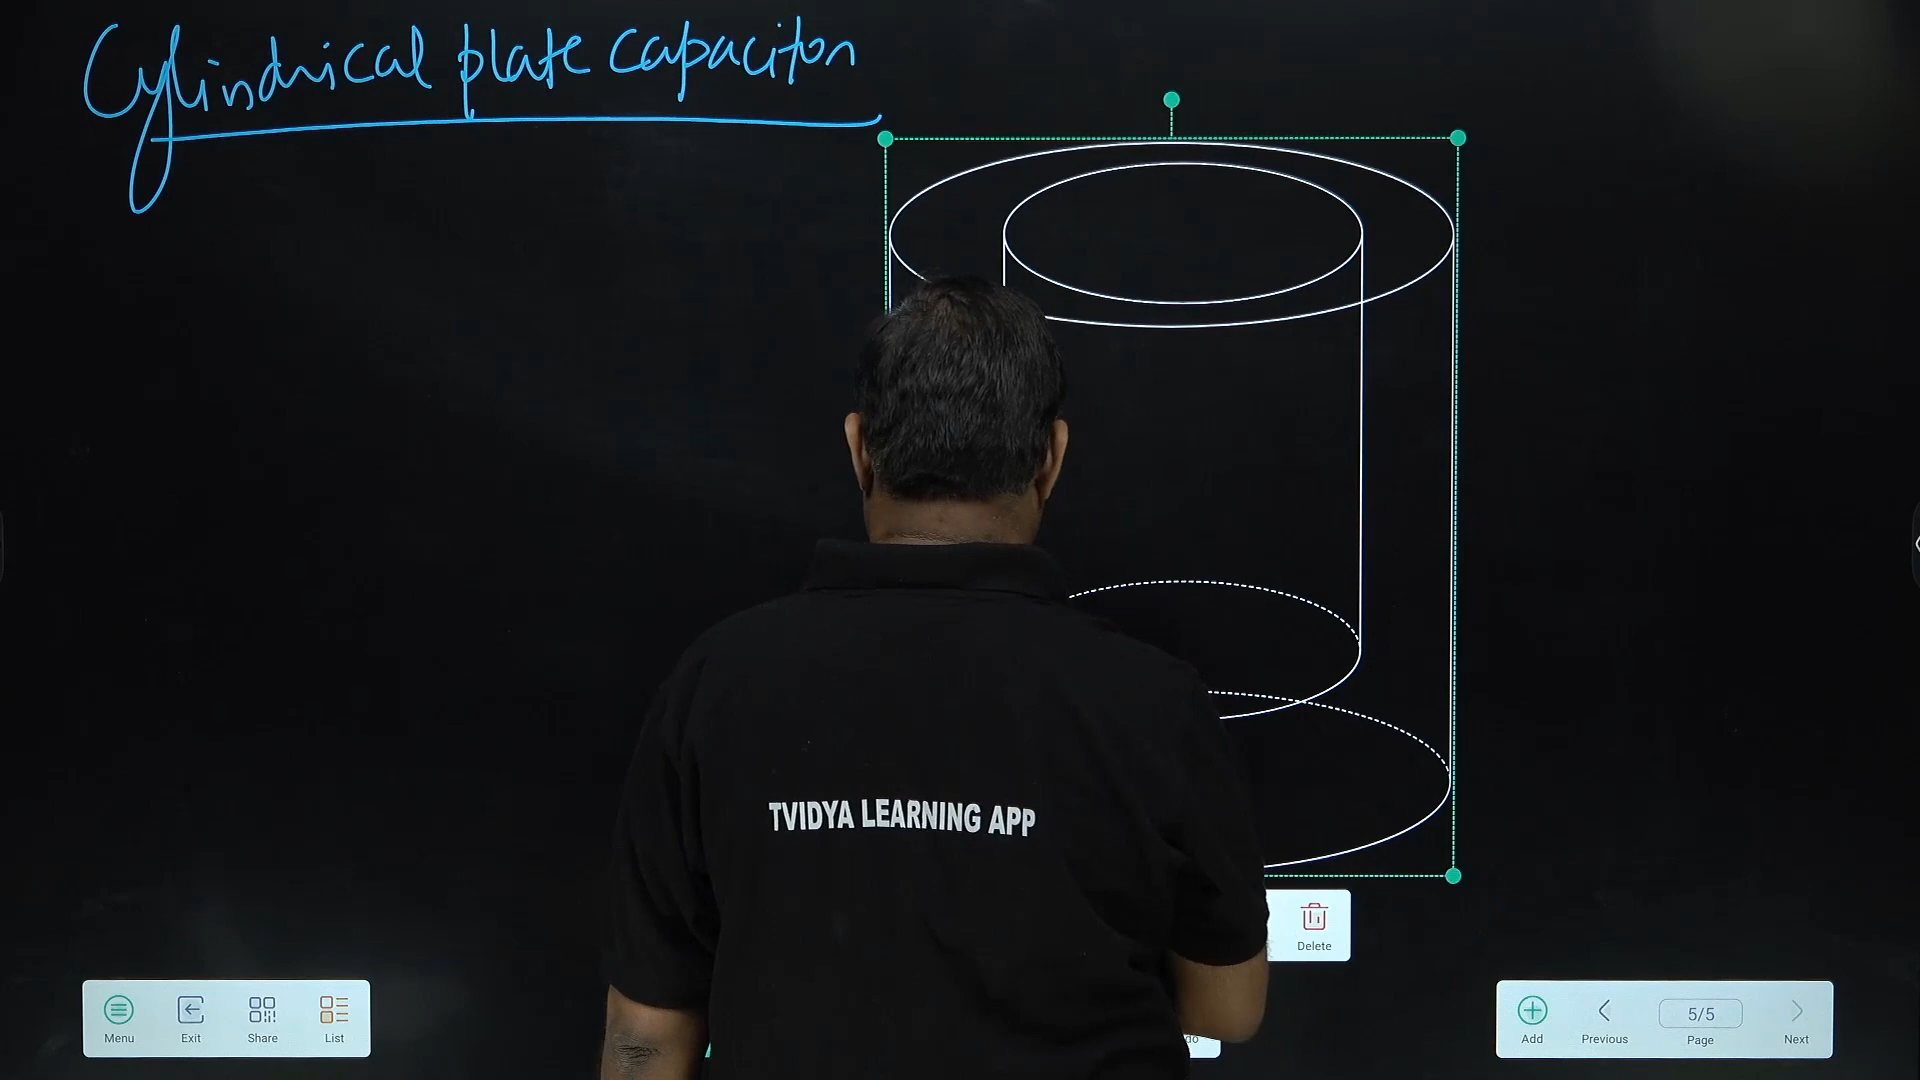 Cylindrical plate capacitor
TVIDYA LEARNING APP
Delete
Menu
Exit
Share
List
Add
Previous
5/5
Page
Next